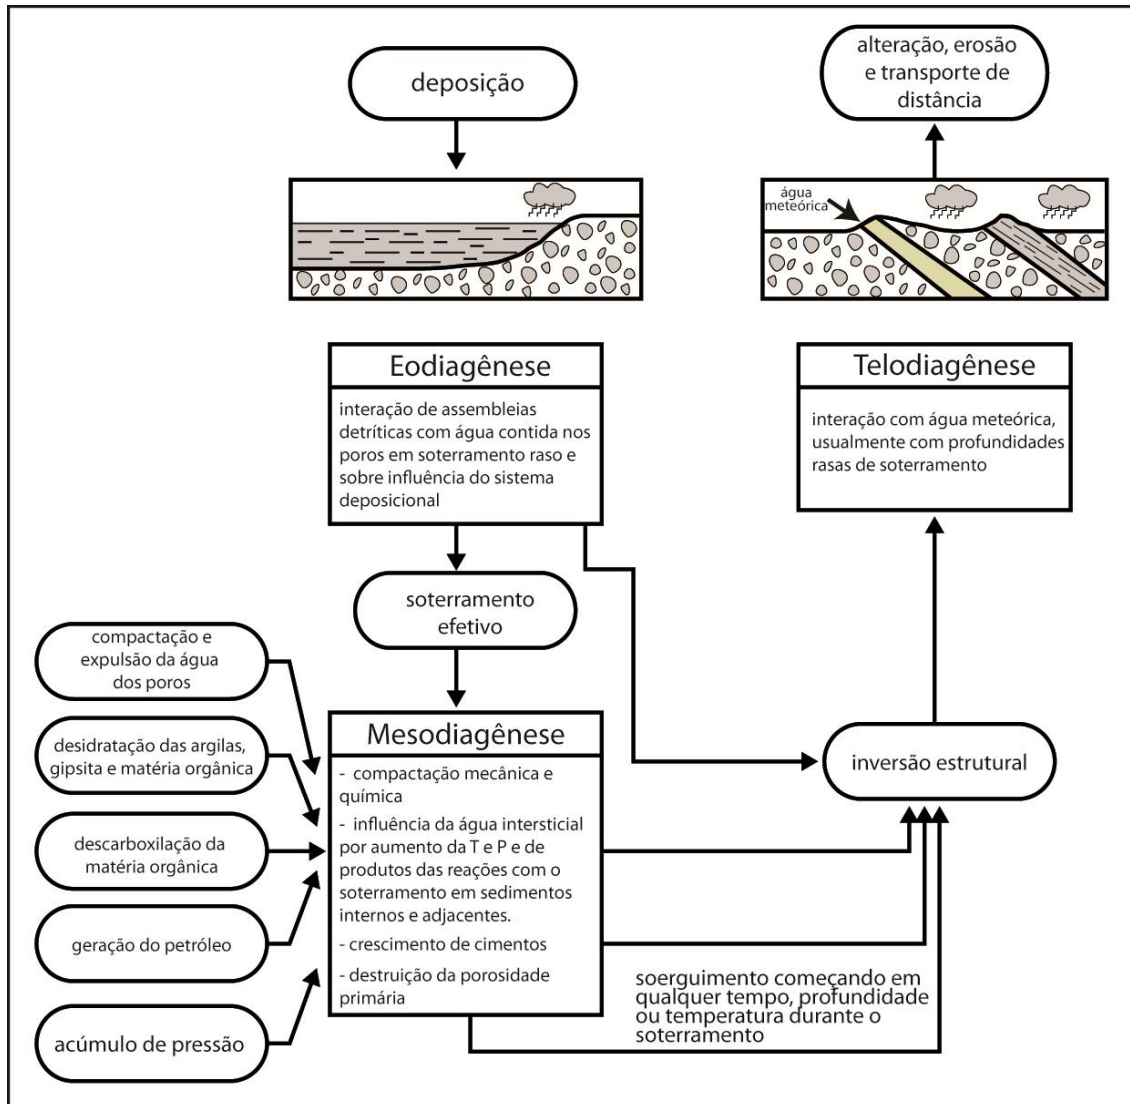 deposição
alteração, erosão
e transporte de
distância
água
meteórica
Eodiagênese
interação de assembleias
detríticas com água contida nos
poros em soterramento raso e
sobre influência do sistema
deposicional
Telodiagênese
interação com água meteórica,
usualmente com profundidades
rasas de soterramento
soterramento
efetivo
compactação e
expulsão da água
dos poros
desidratação das argilas,
gipsita e matéria orgânica
descarboxilação da
matéria orgânica
geração do petróleo
acúmulo de pressão
Mesodiagênese
- compactação mecânica e
química
- influência da água intersticial
por aumento da T e P e de
produtos das reações com o
soterramento em sedimentos
internos e adjacentes.
- crescimento de cimentos
- destruição da porosidade
primária
inversão estrutural
soerguimento começando em
qualquer tempo, profundidade
ou temperatura durante o
soterramento